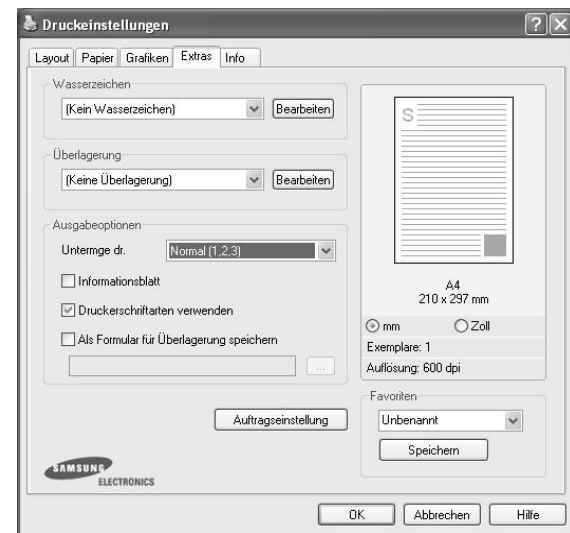 Druckeinstellungen
Layout Papier Grafiken Extras Info
Wasserzeichen
(Kein Wasserzeichen) Bearbeiten
Überlagerung
(Keine Überlagerung) Bearbeiten
Ausgabeoptionen
Untermge dr. Normal (1,2,3)
Informationsblatt
Druckerschriftarten verwenden
Als Formular für Überlagerung speichern
...
Auftragseinstellung
SAMSUNG
ELECTRONICS
S
A4
210 x 297 mm
mm Zoll
Exemplare: 1
Auflösung: 600 dpi
Favoriten
Unbenannt
Speichern
OK Abbrechen Hilfe